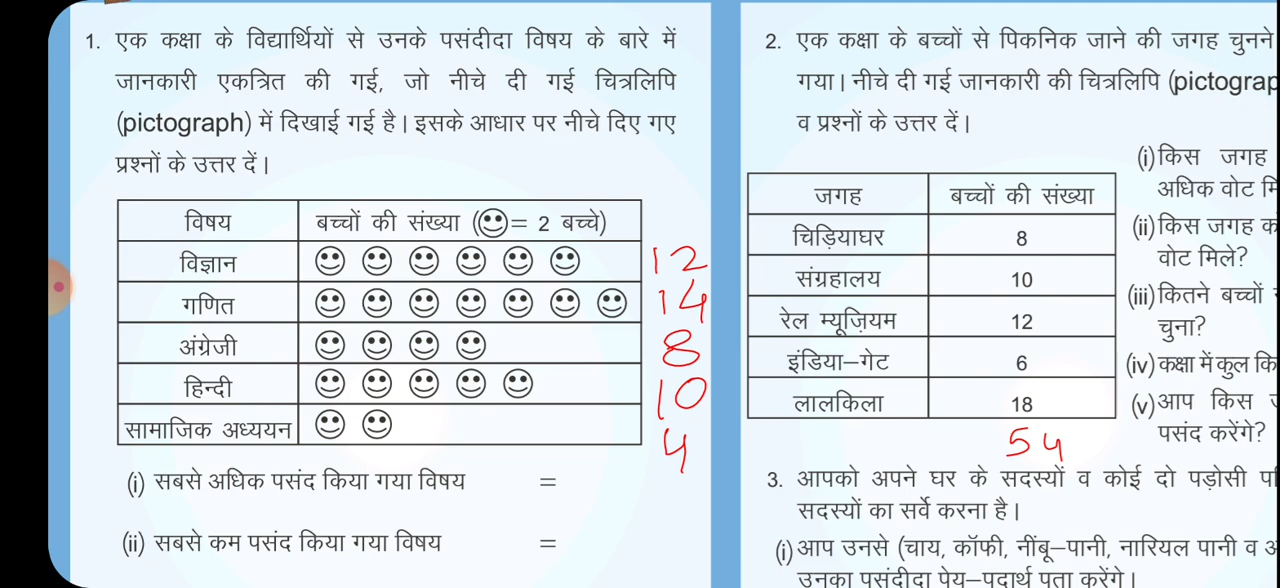 1. एक कक्षा के विद्यार्थियों से उनके पसंदीदा विषय के बारे में
जानकारी एकत्रित की गई, जो नीचे दी गई चित्रलिपि
(pictograph) में दिखाई गई है। इसके आधार पर नीचे दिए गए
प्रश्नों के उत्तर दें।
विषय बच्चों की संख्या (= 2 बच्चे)
विज्ञान 12
गणित 14
अंग्रेजी 8
हिन्दी 10
सामाजिक अध्ययन 4
(i) सबसे अधिक पसंद किया गया विषय =
(ii) सबसे कम पसंद किया गया विषय =
2. एक कक्षा के बच्चों से पिकनिक जाने की जगह चुनने
गया। नीचे दी गई जानकारी की चित्रलिपि (pictograp
व प्रश्नों के उत्तर दें।
जगह बच्चों की संख्या
चिड़ियाघर 8
संग्रहालय 10
रेल म्यूज़ियम 12
इंडिया–गेट 6
लालकिला 18
54
(i) किस जगह
अधिक वोट
(ii) किस जगह
वोट मिले?
(iii) कितने बच्चों
चुना?
(iv) कक्षा में कुल
(v) आप किस
पसंद करेंगे?
3. आपको अपने घर के सदस्यों व कोई दो पड़ोसी
सदस्यों का सर्वे करना है।
(i) आप उनसे (चाय, कॉफी, नींबू–पानी, नारियल पानी व
उनका पसंदीदा पेय–पदार्थ पता करेंगे।